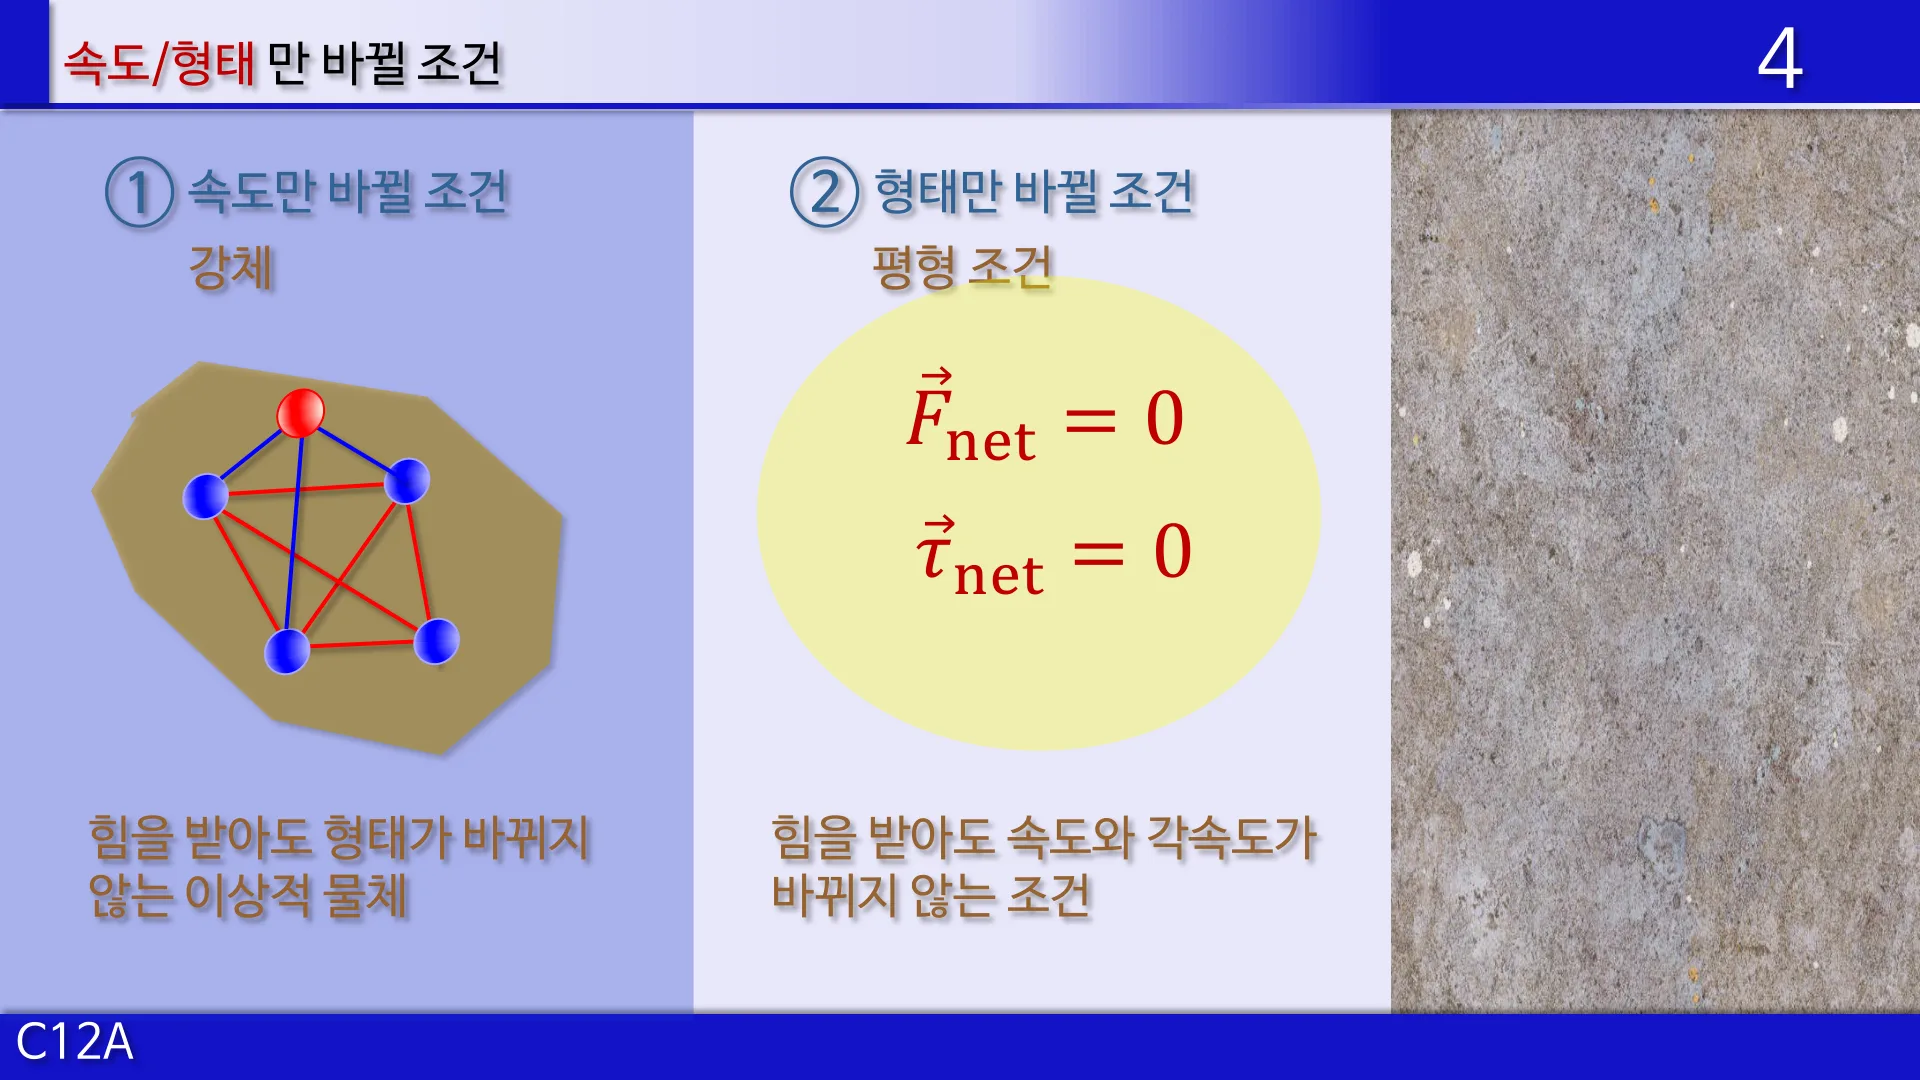 속도/형태 만 바뀔 조건
4
① 속도만 바뀔 조건
강체
힘을 받아도 형태가 바뀌지
않는 이상적 물체
② 형태만 바뀔 조건
평형 조건
F⃗net = 0
τ⃗net = 0
힘을 받아도 속도와 각속도가
바뀌지 않는 조건
C12A